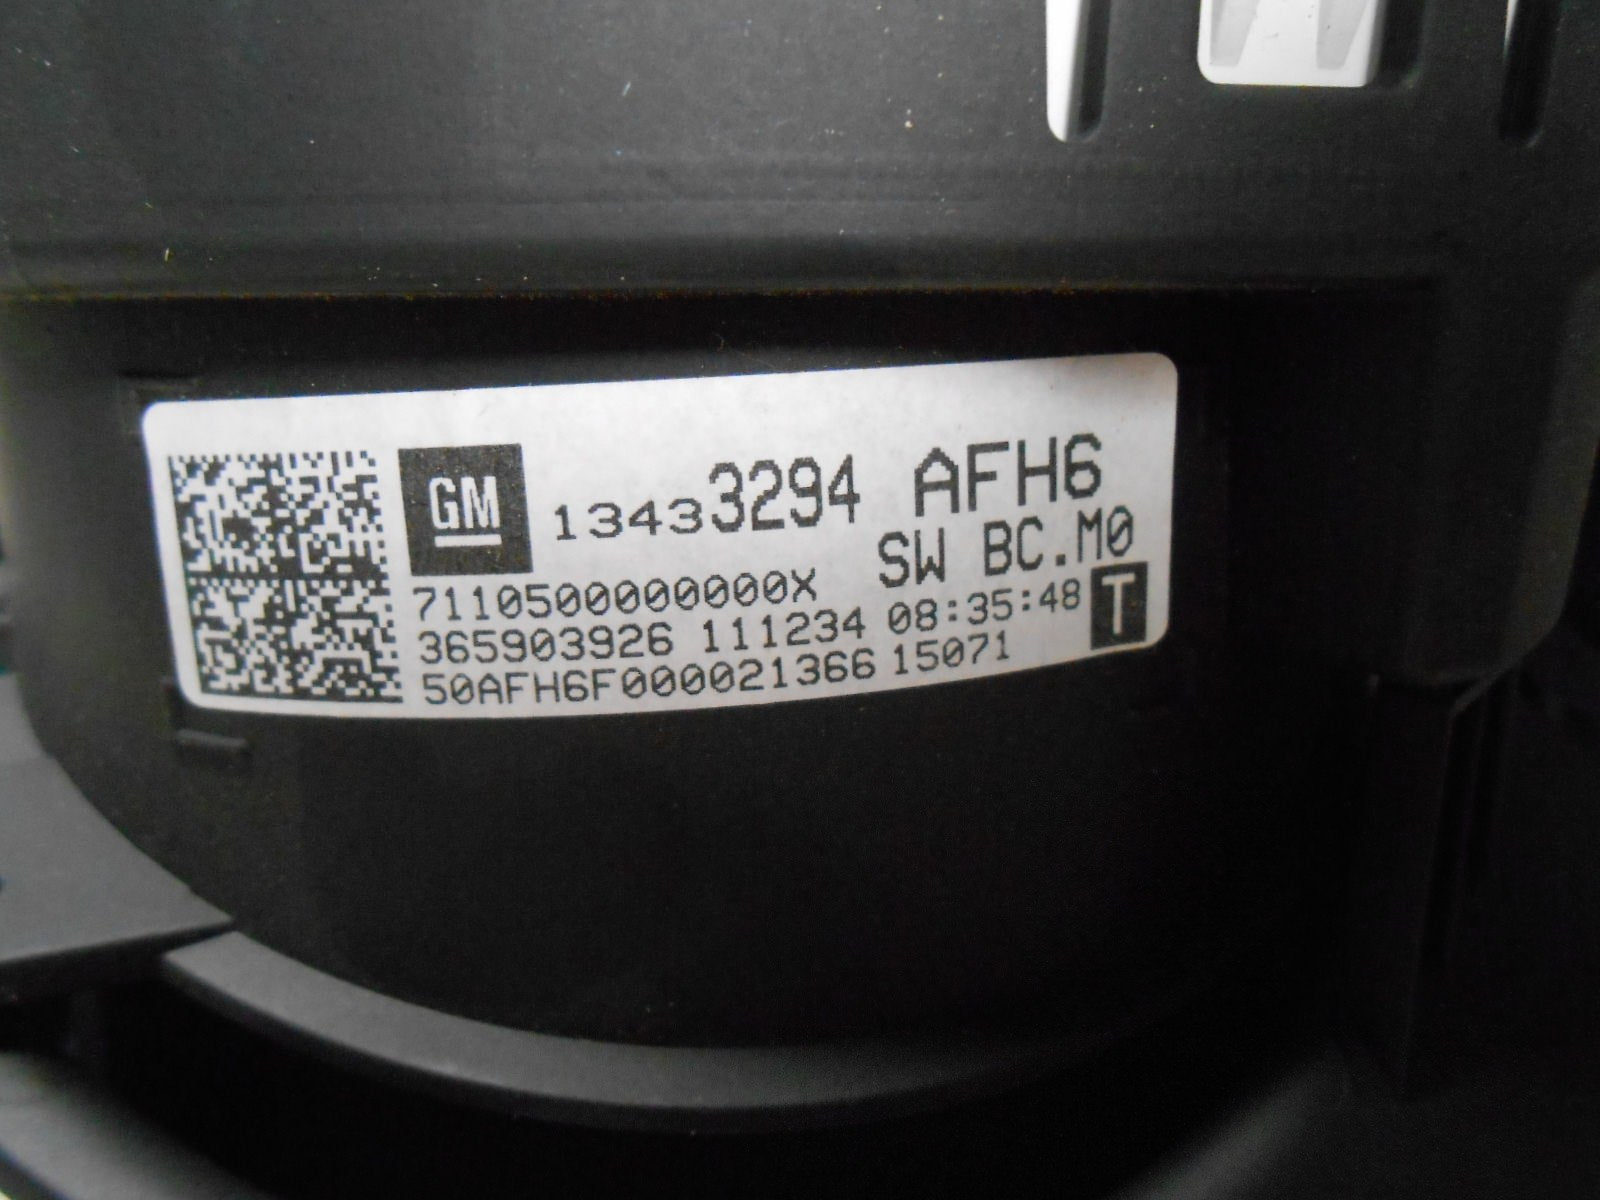 GM 13433294 AFH6
SW BC.M0
7110500000000X
365903926 111234 08:35:48 T
50AFH6F000021366 15071